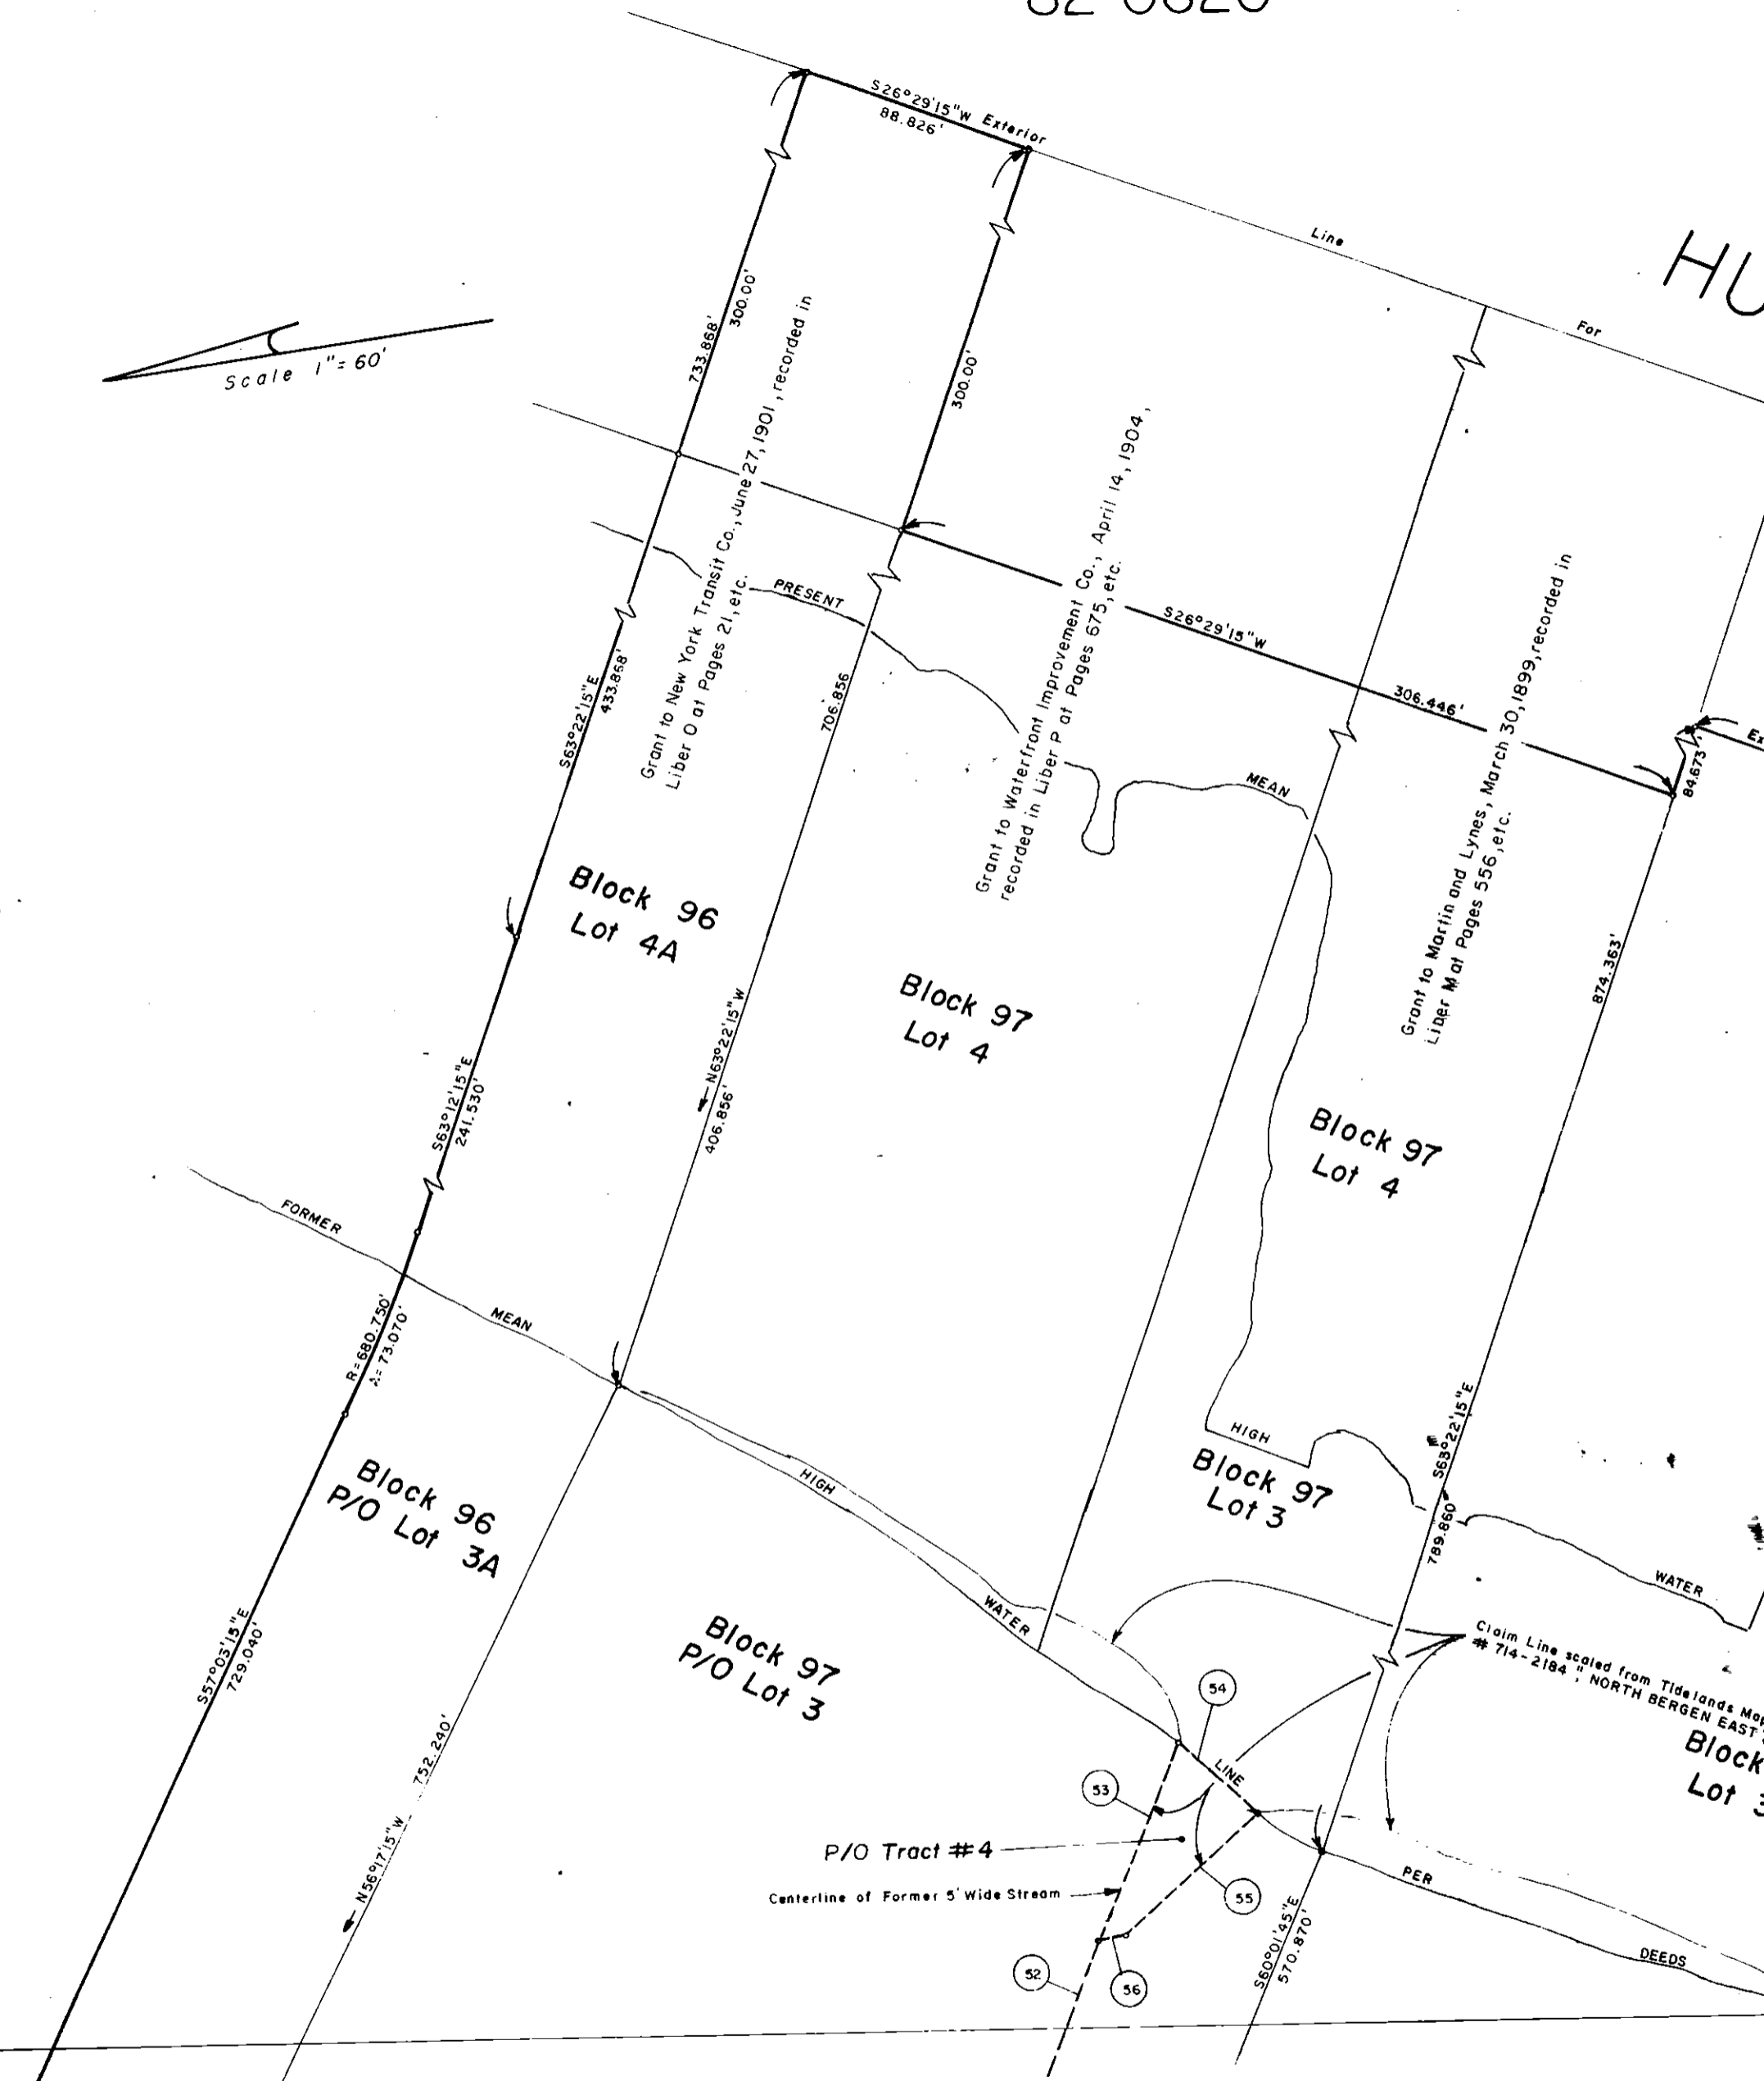 S26°29'15"W Exterior
88.826'
Line
For
HU
Scale 1"=60'
733.868'
300.00'
300.00'
Grant to New York Transit Co., June 27, 1901, recorded in
Liber O at Pages 21, etc.
Grant to Waterfront Improvement Co., April 14, 1904,
recorded in Liber P at Pages 675, etc.
Grant to Martin and Lynes, March 30, 1899, recorded in
Liber M at Pages 556, etc.
PRESENT
S26°29'15"W
306.446'
84.673'
Ex
S63°22'15"E
433.868'
706.856'
MEAN
Block 96
Lot 4A
Block 97
Lot 4
874.363'
N63°22'15"W
406.856'
S63°12'15"E
241.530'
Block 97
Lot 4
FORMER
MEAN
R=680.750'
A=73.070'
S63°22'15"E
789.860'
HIGH
Block 97
Lot 3
Block 96
P/O Lot 3A
HIGH
WATER
WATER
S57°03'15"E
729.040'
Block 97
P/O Lot 3
Claim Line scaled from Tidelands Map
# 714-2184", NORTH BERGEN EAST
Block
Lot 3
54
LINE
53
752.240'
N56°17'15"W
P/O Tract #4
Centerline of Former 5' Wide Stream
55
PER
S60°01'45"E
570.870'
DEEDS
52
56